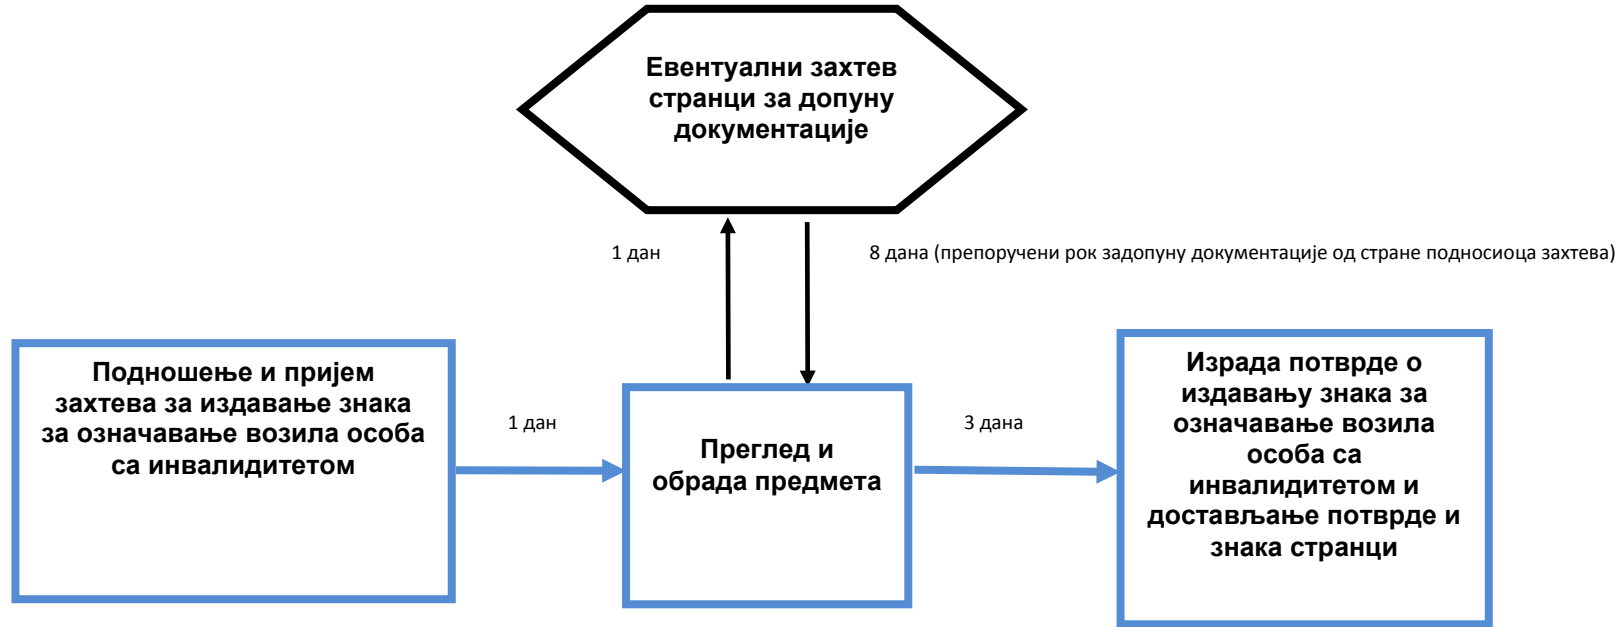 Евентуални захтев
странци за допуну
документације
1 дан
8 дана (препоручени рок задопуну документације од стране подносиоца захтева)
Подношење и пријем
захтева за издавање знака
за означавање возила особа
са инвалидитетом
1 дан
Преглед и
обрада предмета
3 дана
Израда потврде о
издавању знака за
означавање возила
особа са
инвалидитетом и
достављање потврде и
знака странци